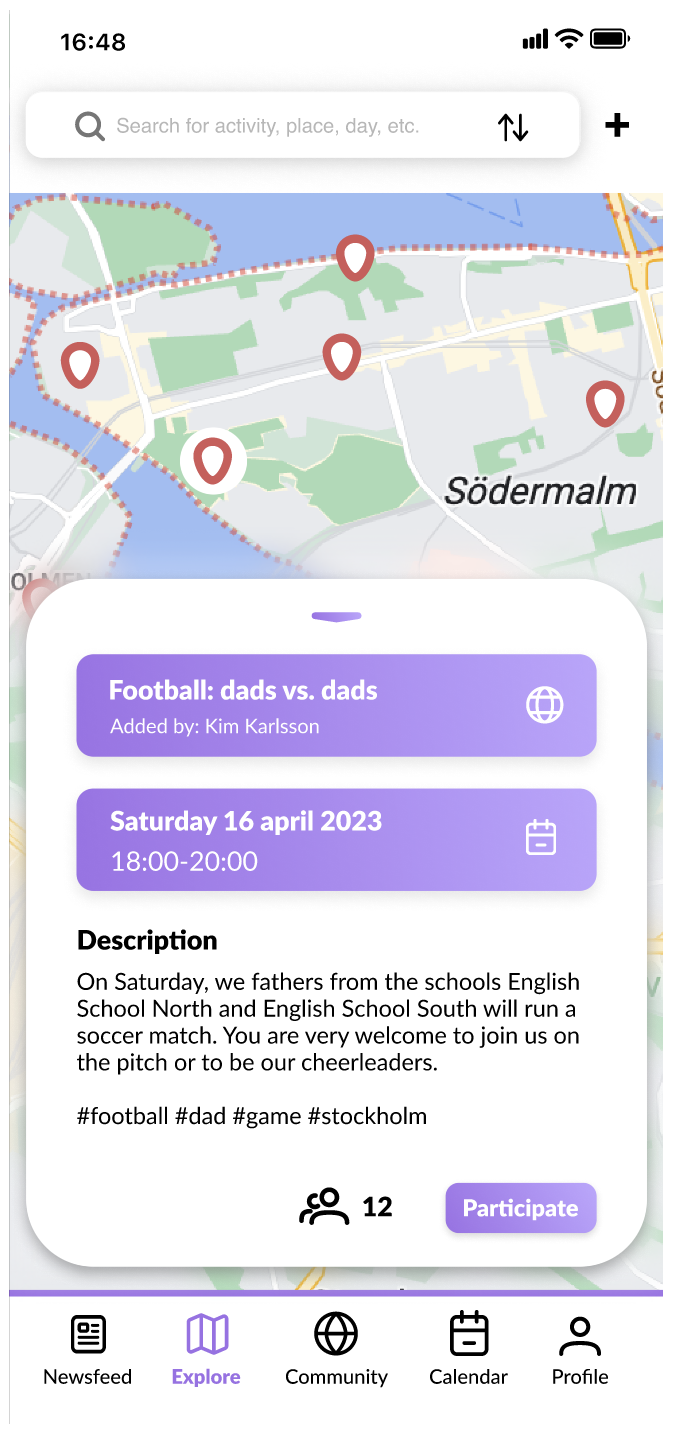 16:48
Search for activity, place, day, etc.
Södermalm
Football: dads vs. dads
Added by: Kim Karlsson
Saturday 16 april 2023
18:00-20:00
Description
On Saturday, we fathers from the schools English
School North and English School South will run a
soccer match. You are very welcome to join us on
the pitch or to be our cheerleaders.
#football #dad #game #stockholm
12
Participate
Newsfeed
Explore
Community
Calendar
Profile